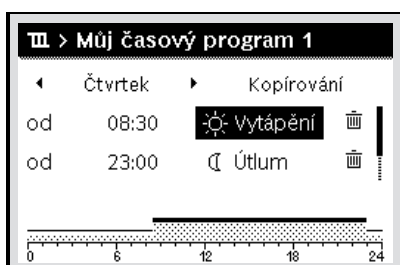 > Můj časový program 1
Čtvrtek Kopírování
od 08:30 Vytápění
od 23:00 Útlum
0 6 12 18 24